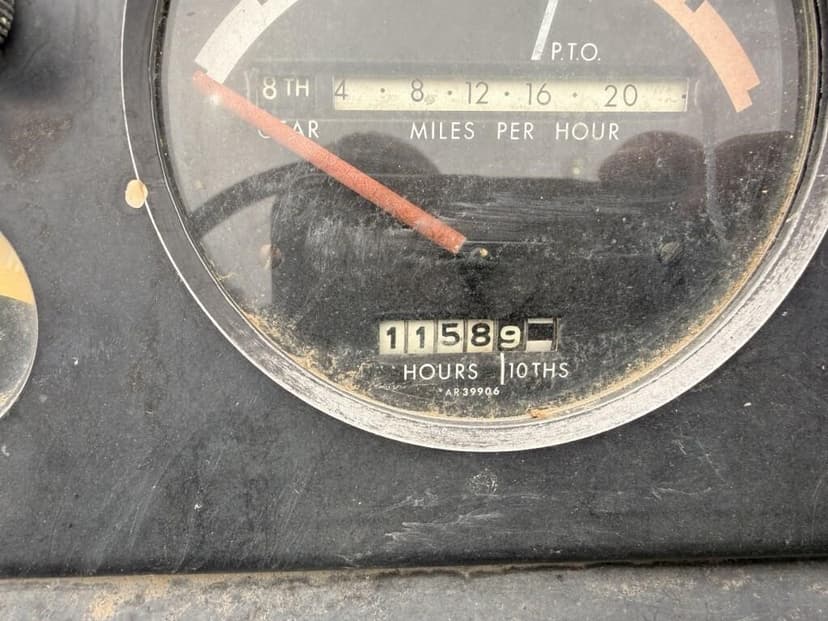 P.T.O.
8TH 4 · 8 · 12 · 16 · 20 ·
GEAR MILES PER HOUR
11589
HOURS 10THS
AR39906